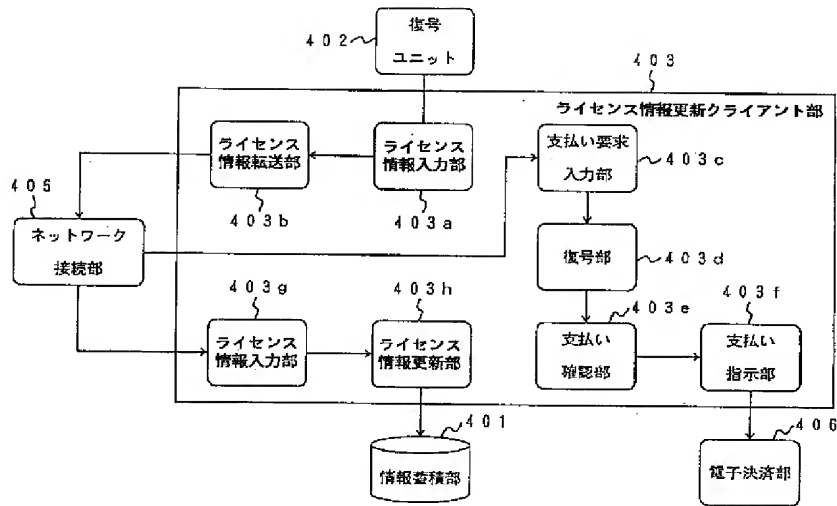 復号
ユニット
402
403
ライセンス情報更新クライアント部
ライセンス
情報転送部
403b
ライセンス
情報入力部
403a
支払い要求
入力部
403c
405
ネットワーク
接続部
復号部
403d
403g
ライセンス
情報入力部
403h
ライセンス
情報更新部
403e
支払い
確認部
403f
支払い
指示部
401
情報蓄積部
406
電子決済部